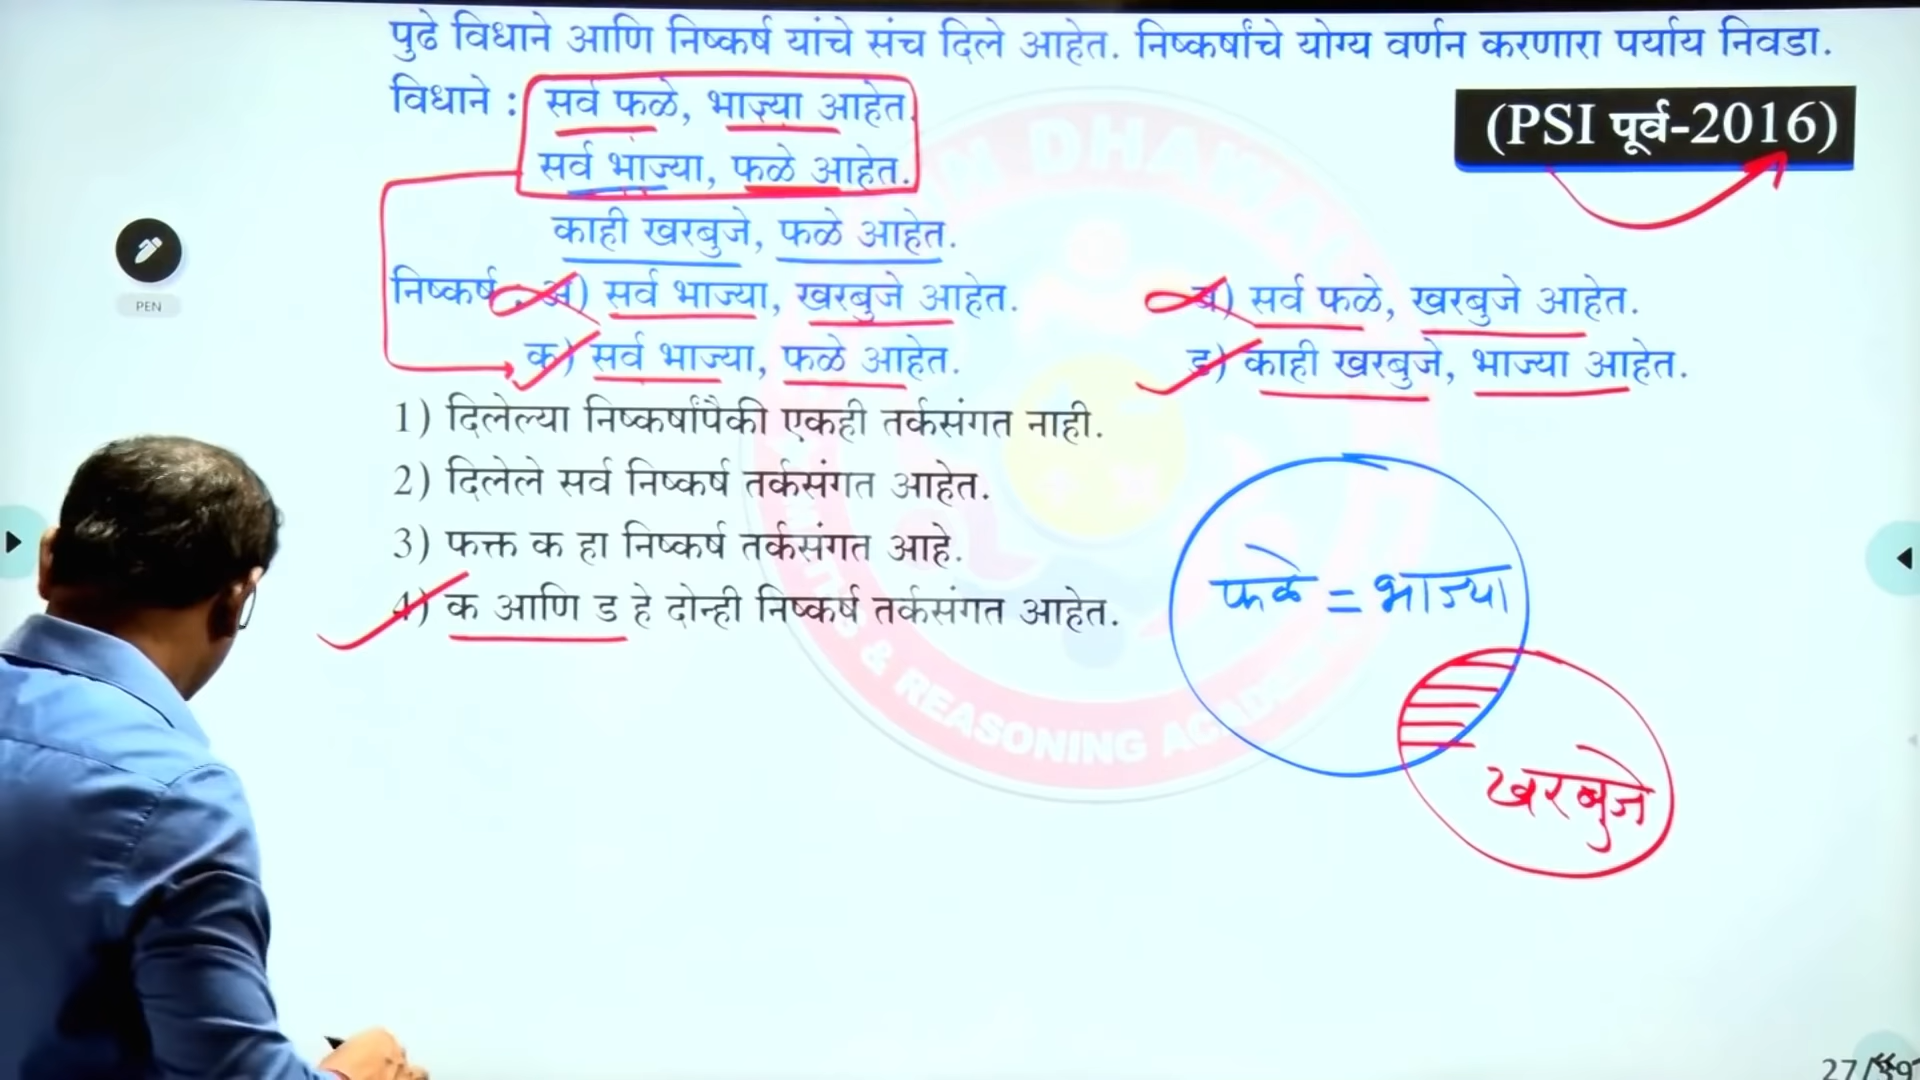 पुढे विधाने आणि निष्कर्ष यांचे संच दिले आहेत. निष्कर्षांचे योग्य वर्णन करणारा पर्याय निवडा.
विधाने : सर्व फळे, भाज्या आहेत.
(PSI पूर्व-2016)
सर्व भाज्या, फळे आहेत.
काही खरबुजे, फळे आहेत.
निष्कर्ष : अ) सर्व भाज्या, खरबुजे आहेत. ब) सर्व फळे, खरबुजे आहेत.
क) सर्व भाज्या, फळे आहेत. ड) काही खरबुजे, भाज्या आहेत.
1) दिलेल्या निष्कर्षांपैकी एकही तर्कसंगत नाही.
2) दिलेले सर्व निष्कर्ष तर्कसंगत आहेत.
3) फक्त क हा निष्कर्ष तर्कसंगत आहे.
4) क आणि ड हे दोन्ही निष्कर्ष तर्कसंगत आहेत.
फळे = भाज्या
खरबुजे
PEN
DHAWA
& REASONING ACAD